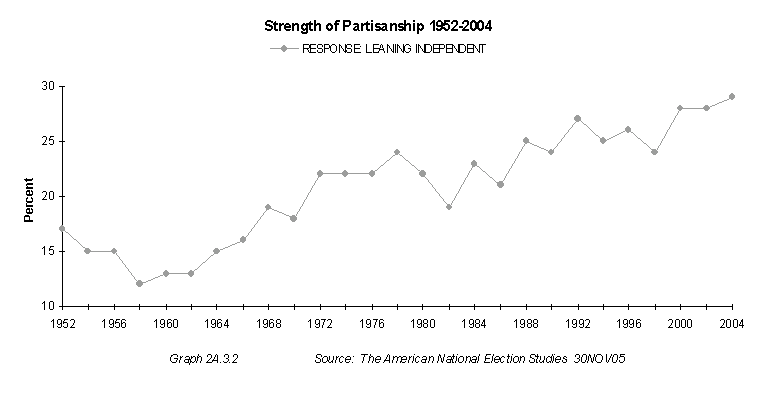 Strength of Partisanship 1952-2004
RESPONSE: LEANING INDEPENDENT
30
25
20
15
10
Percent
1952 1956 1960 1964 1968 1972 1976 1980 1984 1988 1992 1996 2000 2004
Graph 2A.3.2 Source: The American National Election Studies 30NOV05